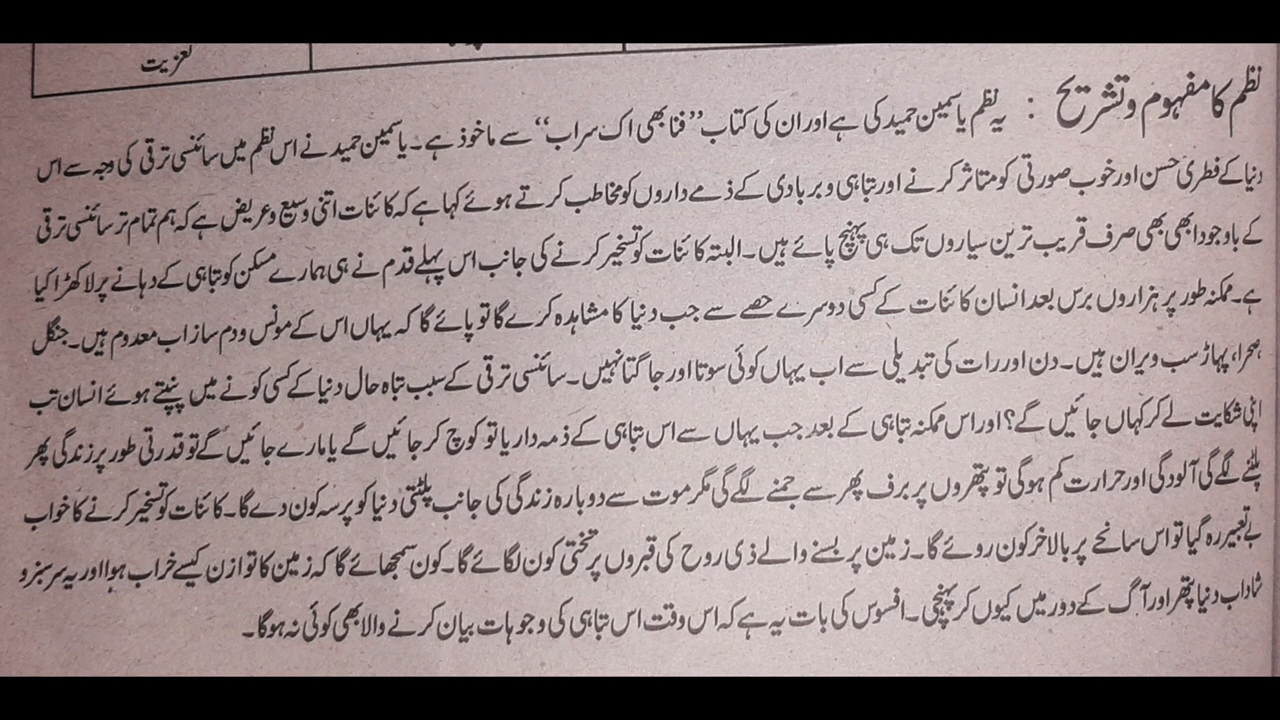 تعزیت
نظم کا مفہوم و تشریح : یہ نظم یاسمین حمید کی ہے اور ان کی کتاب ’’فنا بھی اک سراب‘‘ سے ماخوذ ہے۔ یاسمین حمید نے اس نظم میں سائنسی ترقی کی وجہ سے اس
دنیا کے فطری حسن اور خوب صورتی کو متاثر کرنے اور تباہی و بربادی کے ذمے داروں کو مخاطب کرتے ہوئے کہا ہے کہ کائنات اتنی وسیع و عریض ہے کہ ہم تمام تر سائنسی ترقی
کے باوجود ابھی بھی صرف قریب ترین سیاروں تک ہی پہنچ پائے ہیں۔ البتہ کائنات کو تسخیر کرنے کی جانب اس پہلے قدم نے ہی ہمارے مسکن کو تباہی کے دہانے پر لا کھڑا کیا
ہے۔ ممکنہ طور پر ہزاروں برس بعد انسان کائنات کے کسی دوسرے حصے سے جب دنیا کا مشاہدہ کرے گا تو پائے گا کہ یہاں اس کے مونس و دم ساز اب معدوم ہیں۔ جنگل
صحرا، پہاڑ سب ویران ہیں۔ دن اور رات کی تبدیلی سے اب یہاں کوئی سوتا اور جاگتا نہیں۔ سائنسی ترقی کے سبب تباہ حال دنیا کے کسی کونے میں پنپتے ہوئے انسان تب
اپنی شکایت لے کر کہاں جائیں گے؟ اور اس ممکنہ تباہی کے بعد جب یہاں سے اس تباہی کے ذمہ دار یا تو کوچ کر جائیں گے یا مارے جائیں گے تو قدرتی طور پر زندگی پھر
پلٹنے لگے گی آلودگی اور حرارت کم ہوگی تو پتھروں پر برف پھر سے جمنے لگے گی مگر موت سے دوبارہ زندگی کی جانب پلٹتی دنیا کو پرسہ کون دے گا۔ کائنات کو تسخیر کرنے کا خواب
بے تعبیر رہ گیا تو اس سانحے پر بالاخر کون روئے گا۔ زمین پر بسنے والے ذی روح کی قبروں پر تختی کون لگائے گا۔ کون سمجھائے گا کہ زمین کا توازن کیسے خراب ہوا اور یہ سرسبز و
شاداب دنیا پتھر اور آگ کے دور میں کیوں کر پہنچی۔ افسوس کی بات یہ ہے کہ اس وقت اس تباہی کی وجوہات بیان کرنے والا بھی کوئی نہ ہوگا۔